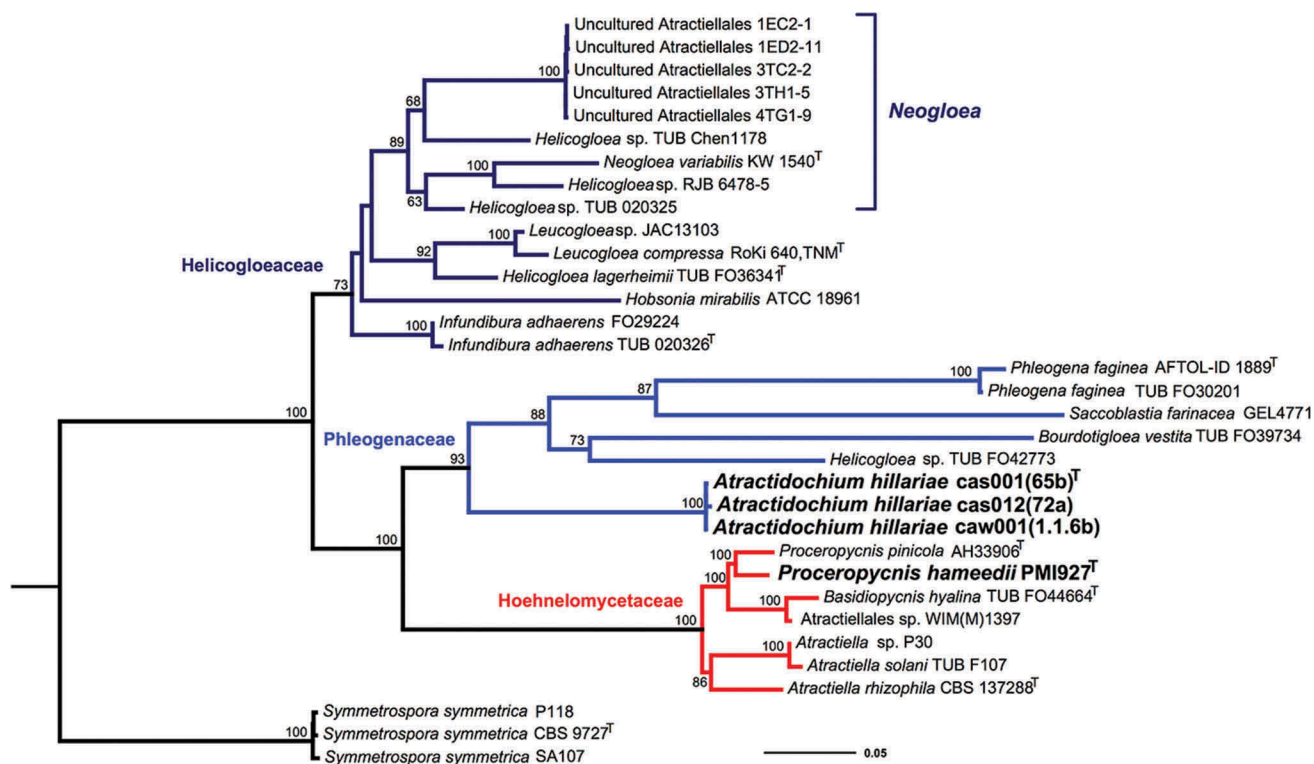 Uncultured Atractiellales 1EC2-1
Uncultured Atractiellales 1ED2-11
100
Uncultured Atractiellales 3TC2-2
Uncultured Atractiellales 3TH1-5
68
Uncultured Atractiellales 4TG1-9
Neogloea
Helicogloea sp. TUB Chen1178
89
100
Neogloea variabilis KW 1540T
Helicogloea sp. RJB 6478-5
63
Helicogloea sp. TUB 020325
Leucogloea sp. JAC13103
100
92
Leucogloea compressa RoKi 640,TNMT
Helicogloeaceae
Helicogloea lagerheimii TUB FO36341T
73
Hobsonia mirabilis ATCC 18961
Infundibura adhaerens FO29224
100
Infundibura adhaerens TUB 020326T
Phleogena faginea AFTOL-ID 1889T
100
Phleogena faginea TUB FO30201
87
Saccoblastia farinacea GEL4771
100
88
Phleogenaceae
73
Bourdotigloea vestita TUB FO39734
93
Helicogloea sp. TUB FO42773
Atractidochium hillariae cas001(65b)T
100
Atractidochium hillariae cas012(72a)
Atractidochium hillariae caw001(1.1.6b)
100
100
Proceropycnis pinicola AH33906T
100
Proceropycnis hameedii PMI927T
Hoehnelomycetaceae
100
Basidiopycnis hyalina TUB FO44664T
100
Atractiellales sp. WIM(M)1397
100
Atractiella sp. P30
Atractiella solani TUB F107
86
Atractiella rhizophila CBS 137288T
Symmetrospora symmetrica P118
100
Symmetrospora symmetrica CBS 9727T
Symmetrospora symmetrica SA107
0.05